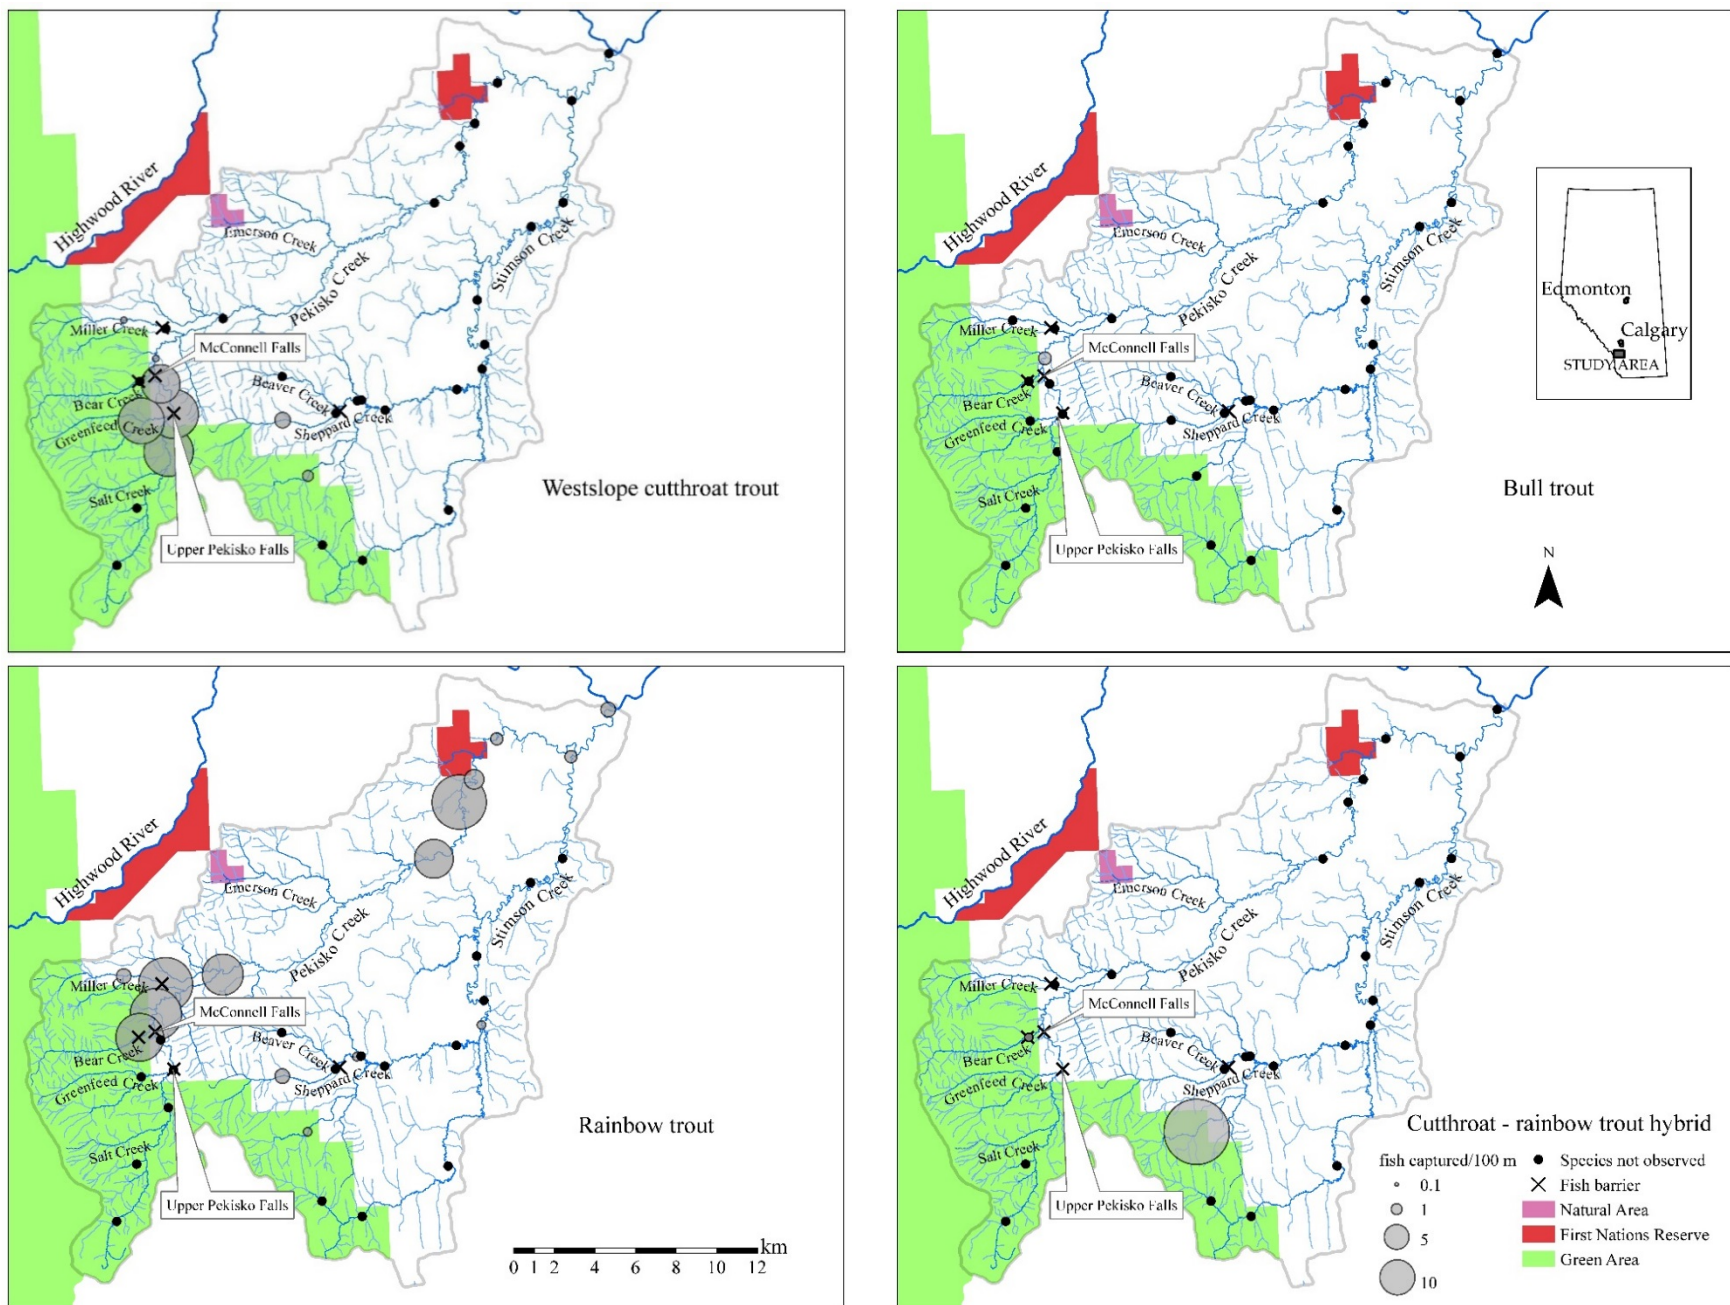 Highwood River
Emerson Creek
Pekisko Creek
Stimson Creek
Miller Creek
McConnell Falls
Beaver Creek
Bear Creek
Greenfeed Creek
Sheppard Creek
Salt Creek
Westslope cutthroat trout
Upper Pekisko Falls
Highwood River
Emerson Creek
Pekisko Creek
Stimson Creek
Edmonton
Calgary
STUDY AREA
Miller Creek
McConnell Falls
Beaver Creek
Bear Creek
Greenfeed Creek
Sheppard Creek
Salt Creek
Bull trout
Upper Pekisko Falls
N
Highwood River
Emerson Creek
Pekisko Creek
Stimson Creek
Miller Creek
McConnell Falls
Beaver Creek
Bear Creek
Greenfeed Creek
Sheppard Creek
Rainbow trout
Salt Creek
Upper Pekisko Falls
km
0 1 2 4 6 8 10 12
Highwood River
Emerson Creek
Pekisko Creek
Stimson Creek
Miller Creek
McConnell Falls
Beaver Creek
Bear Creek
Greenfeed Creek
Sheppard Creek
Salt Creek
Upper Pekisko Falls
Cutthroat - rainbow trout hybrid
fish captured/100 m
0.1
1
5
10
Species not observed
Fish barrier
Natural Area
First Nations Reserve
Green Area